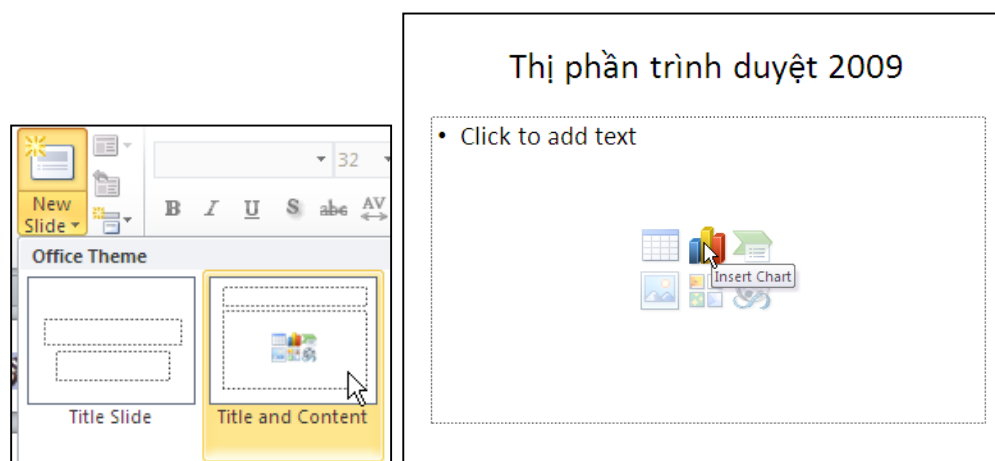 New
Slide
32
B I U S abc AV
Office Theme
Title Slide
Title and Content
Thị phần trình duyệt 2009
• Click to add text
Insert Chart